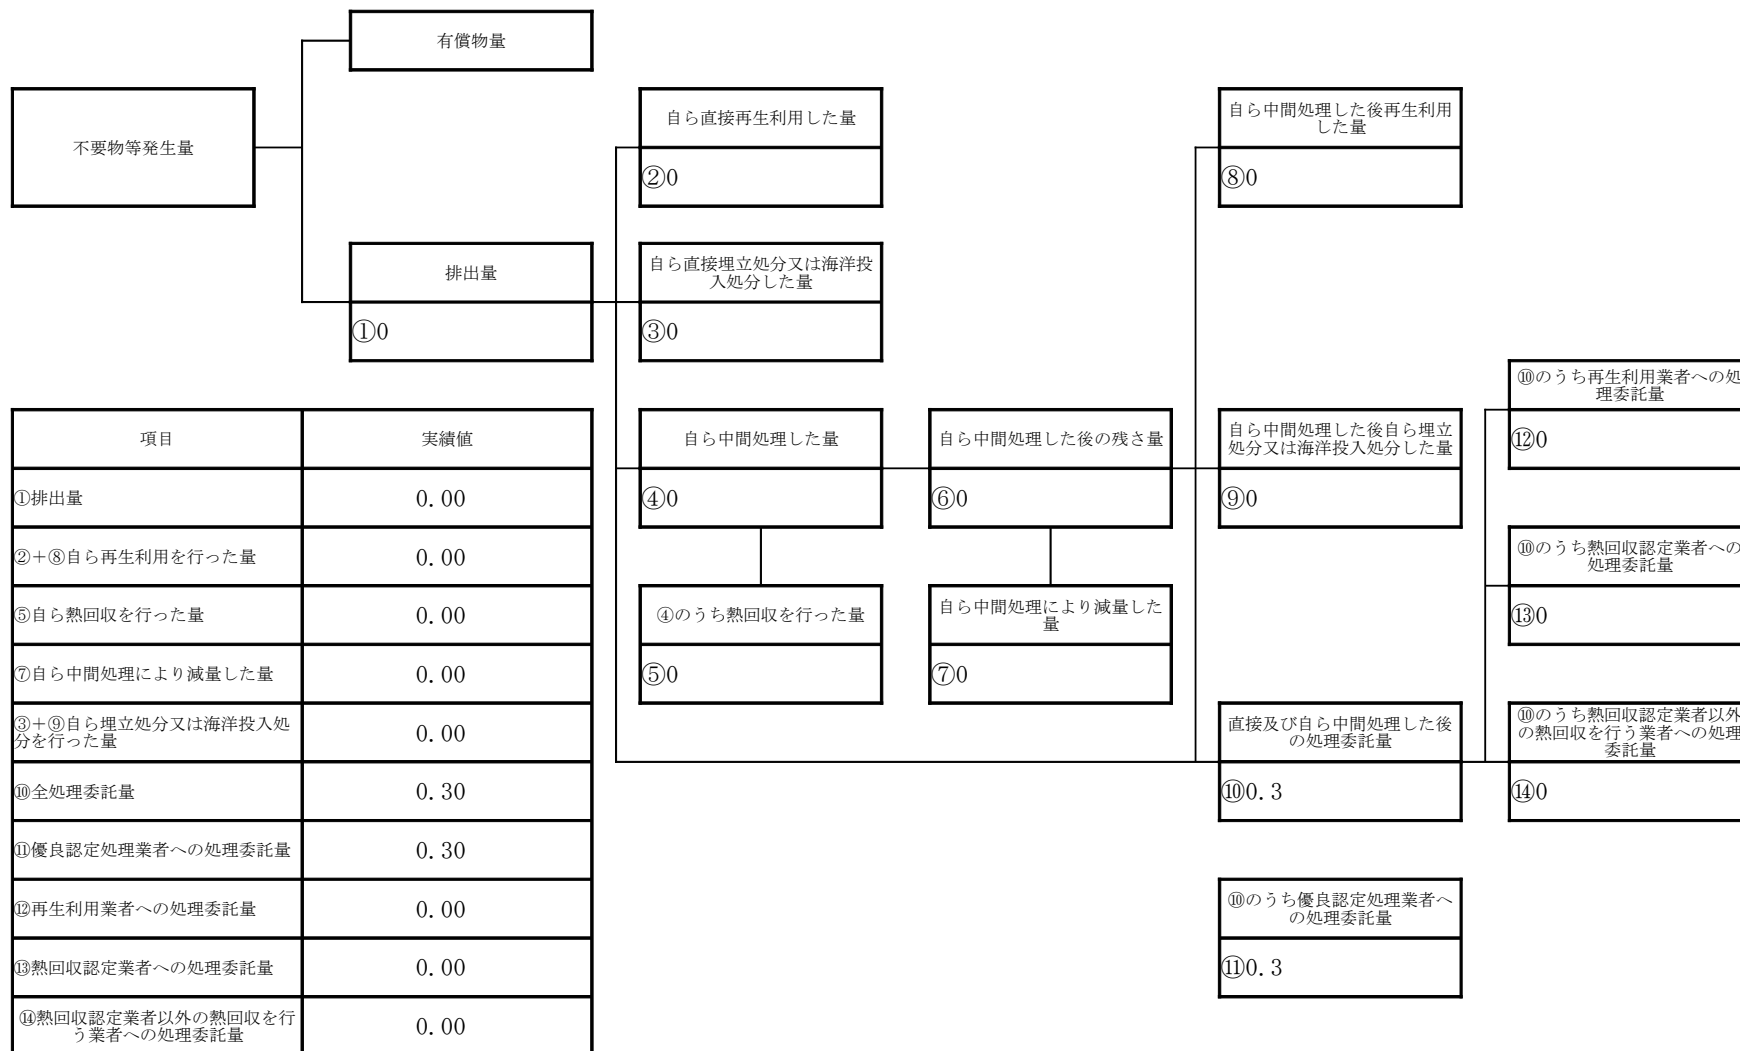 有償物量
不要物等発生量
自ら直接再生利用した量
②0
自ら中間処理した後再生利用
した量
⑧0
排出量
①0
自ら直接埋立処分又は海洋投
入処分した量
③0
⑩のうち再生利用業者への処
理委託量
⑫0
項目
実績値
①排出量
0.00
②+⑧自ら再生利用を行った量
0.00
⑤自ら熱回収を行った量
0.00
⑦自ら中間処理により減量した量
0.00
③+⑨自ら埋立処分又は海洋投入処
分を行った量
0.00
⑩全処理委託量
0.30
⑪優良認定処理業者への処理委託量
0.30
⑫再生利用業者への処理委託量
0.00
⑬熱回収認定業者への処理委託量
0.00
⑭熱回収認定業者以外の熱回収を行
う業者への処理委託量
0.00
自ら中間処理した量
④0
自ら中間処理した後の残さ量
⑥0
自ら中間処理した後自ら埋立
処分又は海洋投入処分した量
⑨0
④のうち熱回収を行った量
⑤0
自ら中間処理により減量した
量
⑦0
⑩のうち熱回収認定業者への
処理委託量
⑬0
直接及び自ら中間処理した後
の処理委託量
⑩0.3
⑩のうち熱回収認定業者以外
の熱回収を行う業者への処理
委託量
⑭0
⑩のうち優良認定処理業者へ
の処理委託量
⑪0.3